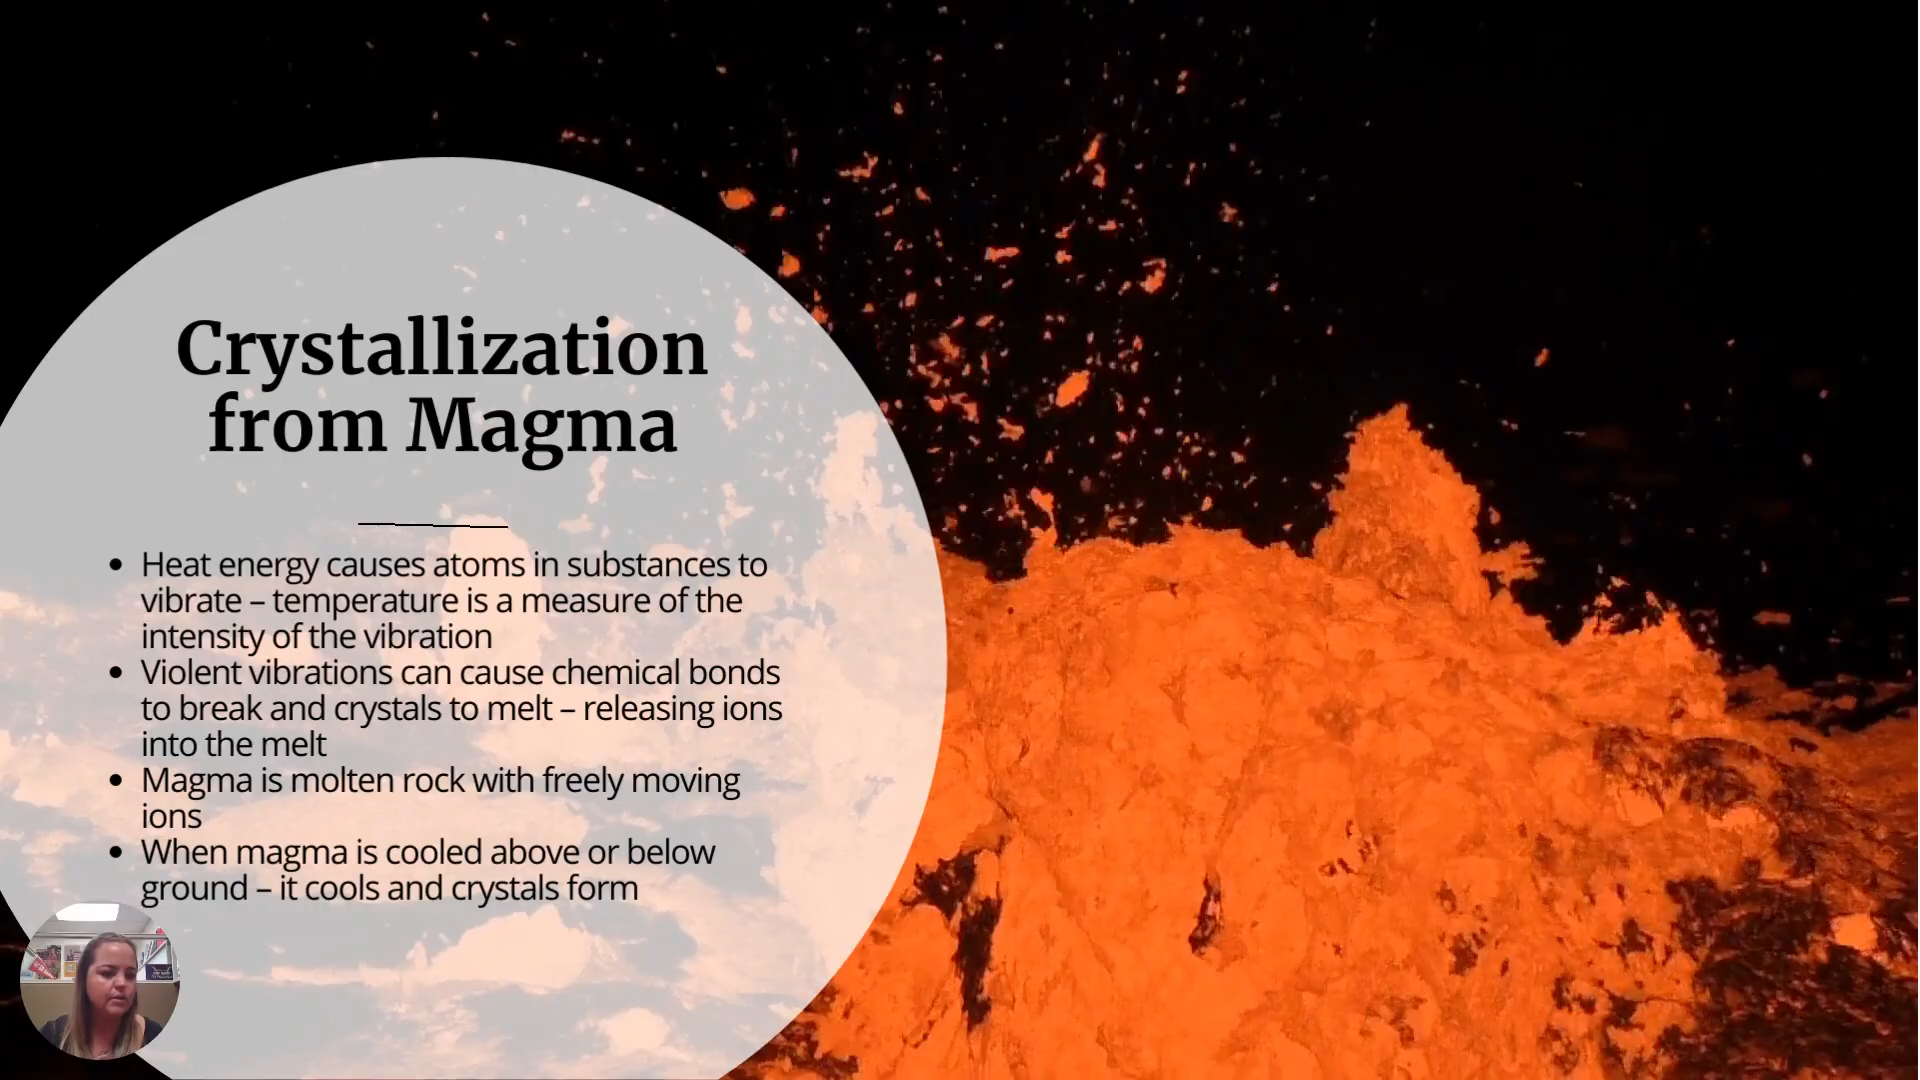 Crystallization
from Magma
• Heat energy causes atoms in substances to
vibrate – temperature is a measure of the
intensity of the vibration
• Violent vibrations can cause chemical bonds
to break and crystals to melt – releasing ions
into the melt
• Magma is molten rock with freely moving
ions
• When magma is cooled above or below
ground – it cools and crystals form